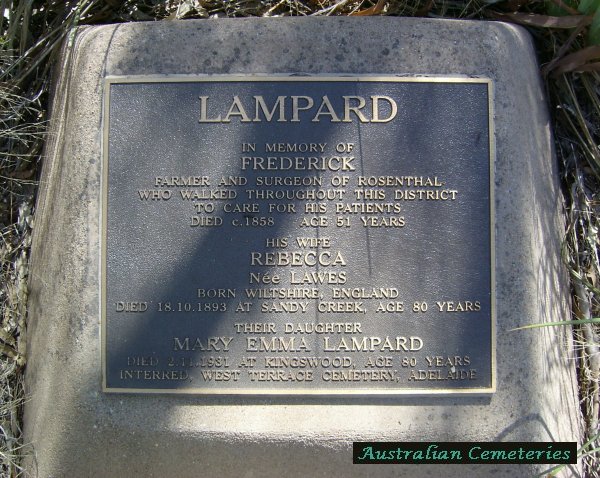 LAMPARD
IN MEMORY OF
FREDERICK
FARMER AND SURGEON OF ROSENTHAL
WHO WALKED THROUGHOUT THIS DISTRICT
TO CARE FOR HIS PATIENTS
DIED c.1858 AGE 51 YEARS
HIS WIFE
REBECCA
Née LAWES
BORN WILTSHIRE, ENGLAND
DIED 18.10.1893 AT SANDY CREEK, AGE 80 YEARS
THEIR DAUGHTER
MARY EMMA LAMPARD
DIED 2.11.1931 AT KINGSWOOD, AGE 80 YEARS
INTERRED, WEST TERRACE CEMETERY, ADELAIDE
Australian Cemeteries